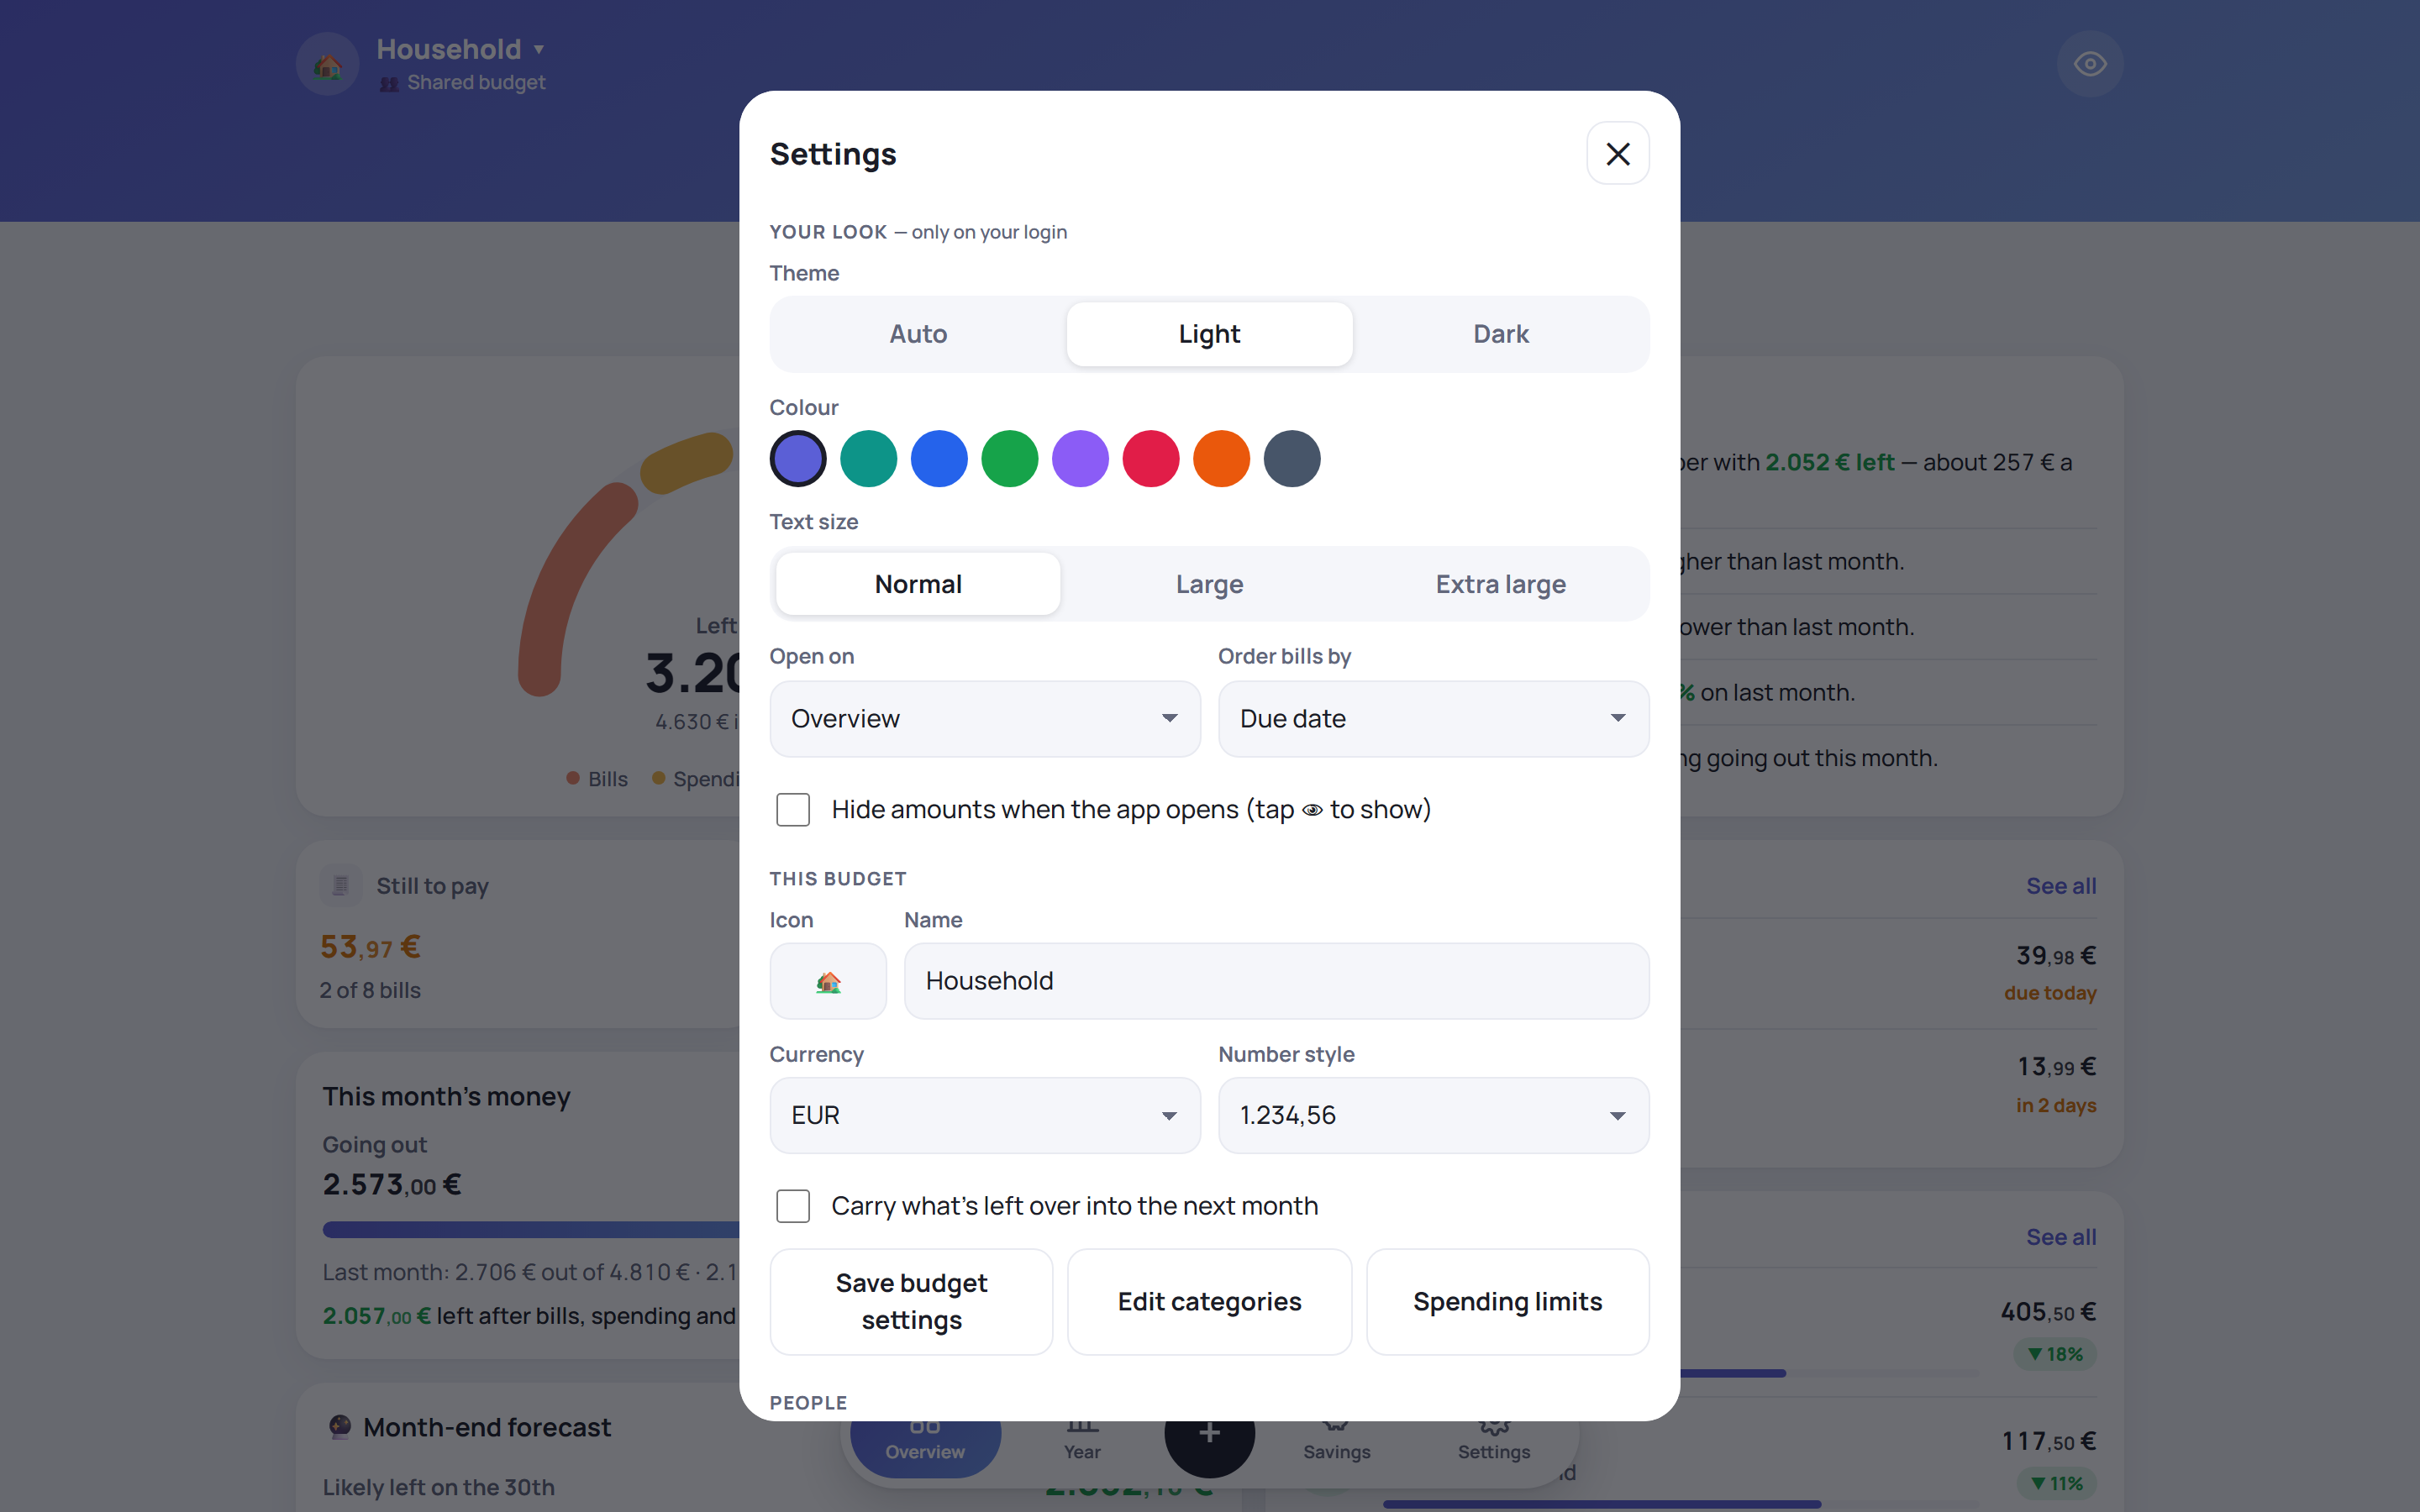 Household ▼
Shared budget
Settings
YOUR LOOK – only on your login
Theme
Auto Light Dark
Colour
Text size
Normal Large Extra large
Open on Order bills by
Overview Due date
Hide amounts when the app opens (tap 👁 to show)
THIS BUDGET
Icon Name
Household
Currency Number style
EUR 1.234,56
Carry what's left over into the next month
Save budget settings
Edit categories
Spending limits
PEOPLE
Left
3.20
4.630 €
Bills
Still to pay
53,97 €
2 of 8 bills
This month's money
Going out
2.573,00 €
Last month: 2.706 € out of 4.810 € ·
2.057,00 € left after bills, spending and
Month-end forecast
Likely left on the 30th
with 2.052 € left — about 257 € a
than last month.
than last month.
on last month.
going out this month.
See all
39,98 €
due today
13,99 €
in 2 days
See all
405,50 €
▼ 18%
117,50 €
▼ 11%
Overview
Year
+
Savings
Settings